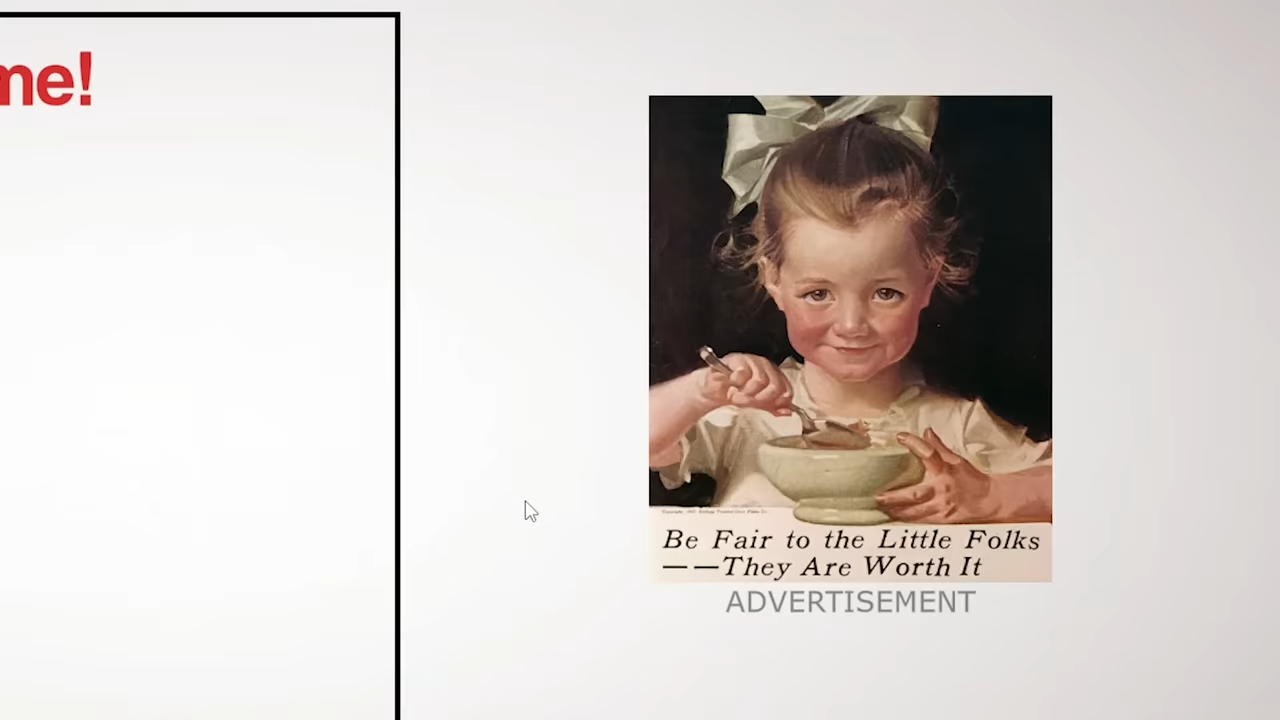 me!
Be Fair to the Little Folks
——They Are Worth It
ADVERTISEMENT